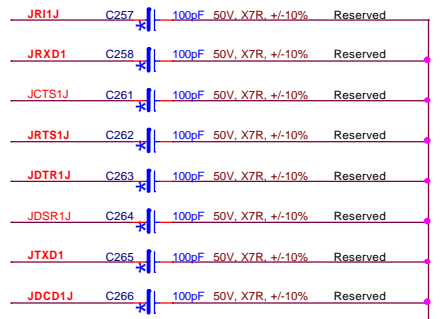 JRI1J C257 100pF 50V, X7R, +/-10% Reserved
JRXD1 C258 100pF 50V, X7R, +/-10% Reserved
JCTS1J C261 100pF 50V, X7R, +/-10% Reserved
JRTS1J C262 100pF 50V, X7R, +/-10% Reserved
JDTR1J C263 100pF 50V, X7R, +/-10% Reserved
JDSR1J C264 100pF 50V, X7R, +/-10% Reserved
JTXD1 C265 100pF 50V, X7R, +/-10% Reserved
JDCD1J C266 100pF 50V, X7R, +/-10% Reserved